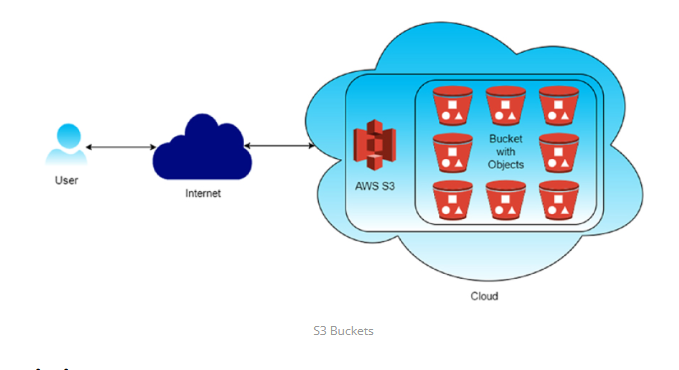 User
Internet
AWS S3
Bucket
with
Objects
Cloud
S3 Buckets